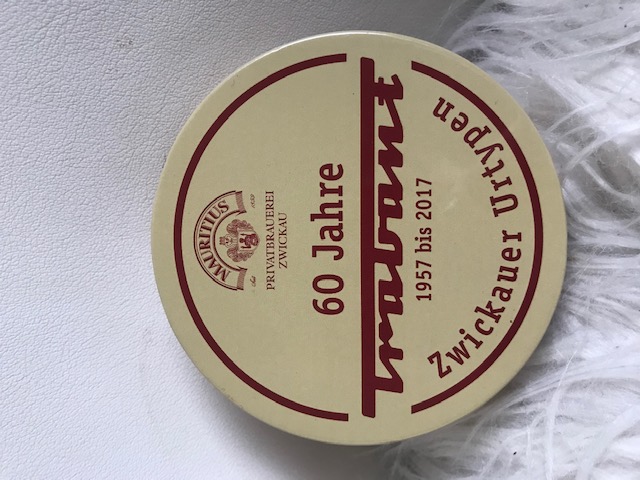 MAURITIUS
PRIVATBRAUEREI
ZWICKAU
60 Jahre
trabant
1957 bis 2017
Zwickauer Urtypen